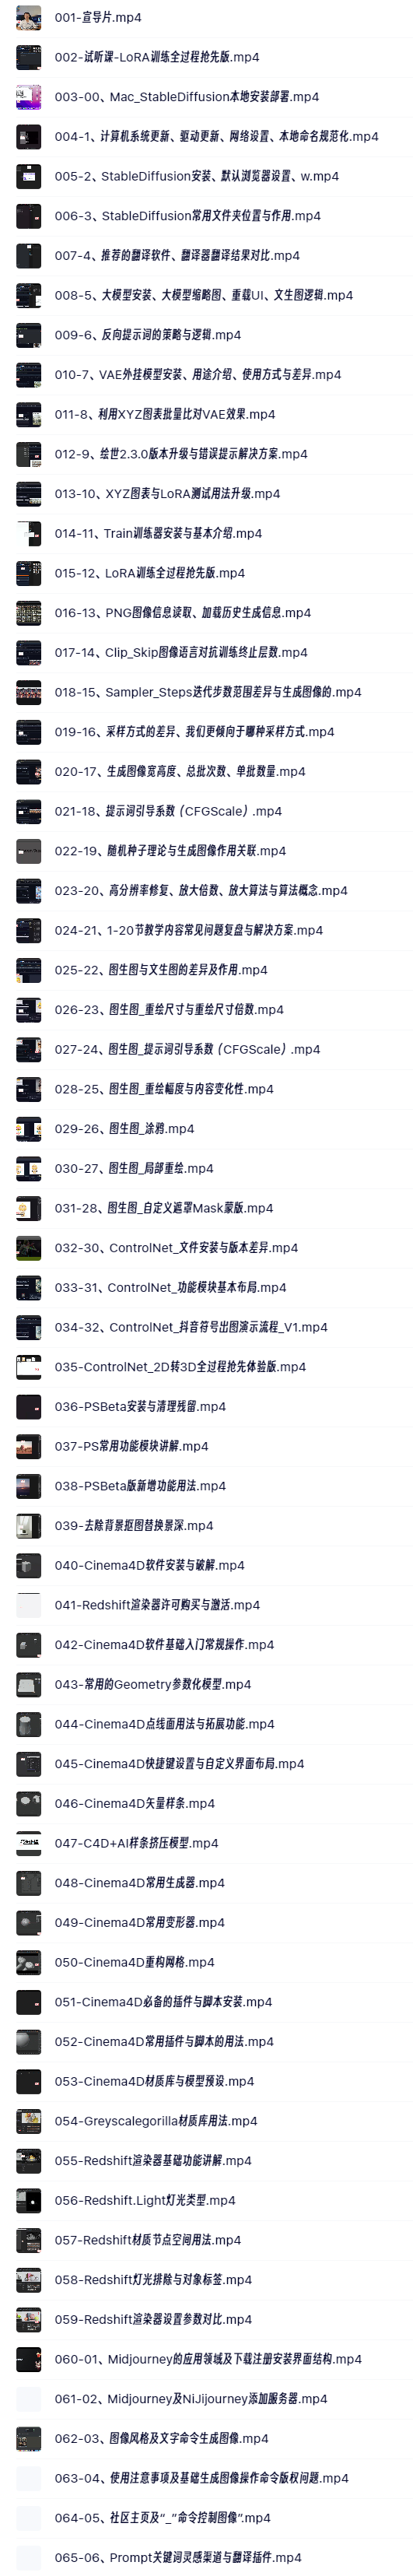 001-宣导片.mp4
002-试听课-LoRA训练全过程抢先版.mp4
003-00、Mac_StableDiffusion本地安装部署.mp4
004-1、计算机系统更新、驱动更新、网络设置、本地命名规范化.mp4
005-2、StableDiffusion安装、默认浏览器设置、w.mp4
006-3、StableDiffusion常用文件夹位置与作用.mp4
007-4、推荐的翻译软件、翻译器翻译结果对比.mp4
008-5、大模型安装、大模型缩略图、重载UI、文生图逻辑.mp4
009-6、反向提示词的策略与逻辑.mp4
010-7、VAE外挂模型安装、用途介绍、使用方式与差异.mp4
011-8、利用XYZ图表批量比对VAE效果.mp4
012-9、绘世2.3.0版本升级与错误提示解决方案.mp4
013-10、XYZ图表与LoRA测试用法升级.mp4
014-11、Train训练器安装与基本介绍.mp4
015-12、LoRA训练全过程抢先版.mp4
016-13、PNG图像信息读取、加载历史生成信息.mp4
017-14、Clip_Skip图像语言对抗训练终止层数.mp4
018-15、Sampler_Steps迭代步数范围差异与生成图像的.mp4
019-16、采样方式的差异、我们更倾向于哪种采样方式.mp4
020-17、生成图像宽高度、总批次数、单批数量.mp4
021-18、提示词引导系数（CFGScale）.mp4
022-19、随机种子理论与生成图像作用关联.mp4
023-20、高分辨率修复、放大倍数、放大算法与算法概念.mp4
024-21、1-20节教学内容常见问题复盘与解决方案.mp4
025-22、图生图与文生图的差异及作用.mp4
026-23、图生图_重绘尺寸与重绘尺寸倍数.mp4
027-24、图生图_提示词引导系数（CFGScale）.mp4
028-25、图生图_重绘幅度与内容变化性.mp4
029-26、图生图_涂鸦.mp4
030-27、图生图_局部重绘.mp4
031-28、图生图_自定义遮罩Mask蒙版.mp4
032-30、ControlNet_文件安装与版本差异.mp4
033-31、ControlNet_功能模块基本布局.mp4
034-32、ControlNet_抖音符号出图演示流程_V1.mp4
035-ControlNet_2D转3D全过程抢先体验版.mp4
036-PSBeta安装与清理残留.mp4
037-PS常用功能模块讲解.mp4
038-PSBeta版新增功能用法.mp4
039-去除背景抠图替换景深.mp4
040-Cinema4D软件安装与破解.mp4
041-Redshift渲染器许可购买与激活.mp4
042-Cinema4D软件基础入门常规操作.mp4
043-常用的Geometry参数化模型.mp4
044-Cinema4D点线面用法与拓展功能.mp4
045-Cinema4D快捷键设置与自定义界面布局.mp4
046-Cinema4D矢量样条.mp4
047-C4D+AI样条挤压模型.mp4
048-Cinema4D常用生成器.mp4
049-Cinema4D常用变形器.mp4
050-Cinema4D重构网格.mp4
051-Cinema4D必备的插件与脚本安装.mp4
052-Cinema4D常用插件与脚本的用法.mp4
053-Cinema4D材质库与模型预设.mp4
054-Greyscalegorilla材质库用法.mp4
055-Redshift渲染器基础功能讲解.mp4
056-Redshift.Light灯光类型.mp4
057-Redshift材质节点空间用法.mp4
058-Redshift灯光排除与对象标签.mp4
059-Redshift渲染器设置参数对比.mp4
060-01、Midjourney的应用领域及下载注册安装界面结构.mp4
061-02、Midjourney及NiJijourney添加服务器.mp4
062-03、图像风格及文字命令生成图像.mp4
063-04、使用注意事项及基础生成图像操作命令版权问题.mp4
064-05、社区主页及“_”命令控制图像”.mp4
065-06、Prompt关键词灵感渠道与翻译插件.mp4